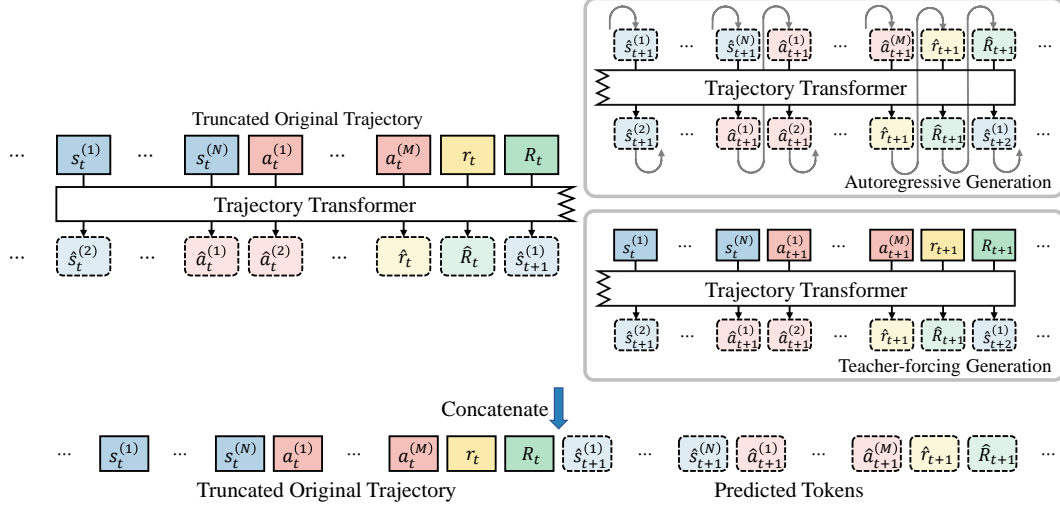 Truncated Original Trajectory
... s_t^{(1)} ... s_t^{(N)} a_t^{(1)} ... a_t^{(M)} r_t R_t
Trajectory Transformer
... ŝ_t^{(2)} ... â_t^{(1)} â_t^{(2)} ... r̂_t R̂_t ŝ_{t+1}^{(1)}
ŝ_{t+1}^{(1)} ... ŝ_{t+1}^{(N)} â_{t+1}^{(1)} ... â_{t+1}^{(M)} r̂_{t+1} R̂_{t+1} ...
Trajectory Transformer
ŝ_{t+1}^{(2)} ... â_{t+1}^{(1)} â_{t+1}^{(2)} ... r̂_{t+1} R̂_{t+1} ŝ_{t+2}^{(1)} ...
Autoregressive Generation
s_t^{(1)} ... s_t^{(N)} a_{t+1}^{(1)} ... a_{t+1}^{(M)} r_{t+1} R_{t+1} ...
Trajectory Transformer
ŝ_{t+1}^{(2)} ... â_{t+1}^{(1)} â_{t+1}^{(2)} ... r̂_{t+1} R̂_{t+1} ŝ_{t+2}^{(1)} ...
Teacher-forcing Generation
Concatenate
... s_t^{(1)} ... s_t^{(N)} a_t^{(1)} ... a_t^{(M)} r_t R_t ŝ_{t+1}^{(1)} ... ŝ_{t+1}^{(N)} â_{t+1}^{(1)} ... â_{t+1}^{(M)} r̂_{t+1} R̂_{t+1} ...
Truncated Original Trajectory
Predicted Tokens